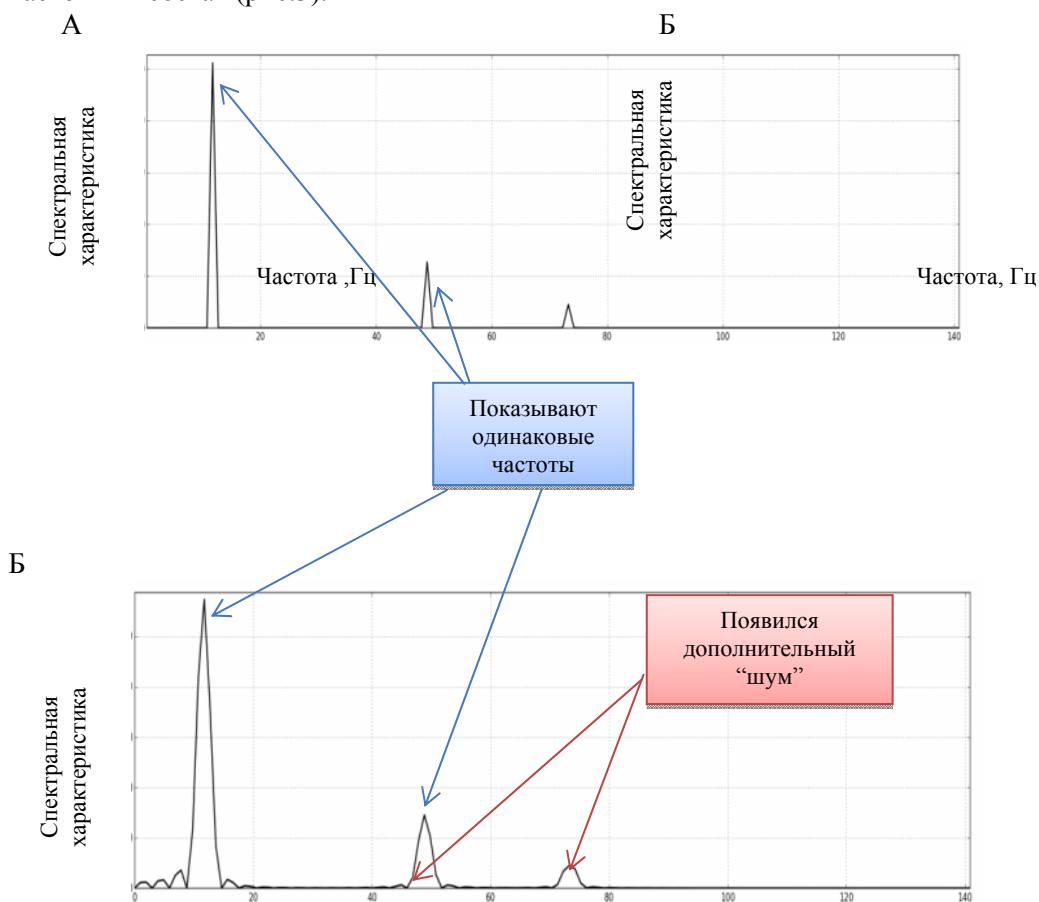 А
Б
Спектральная
характеристика
Спектральная
характеристика
Частота ,Гц
Частота, Гц
20
40
60
80
100
120
140
Показывают
одинаковые
частоты
Б
Появился
дополнительный
“шум”
Спектральная
характеристика
0
20
40
60
80
100
120
140